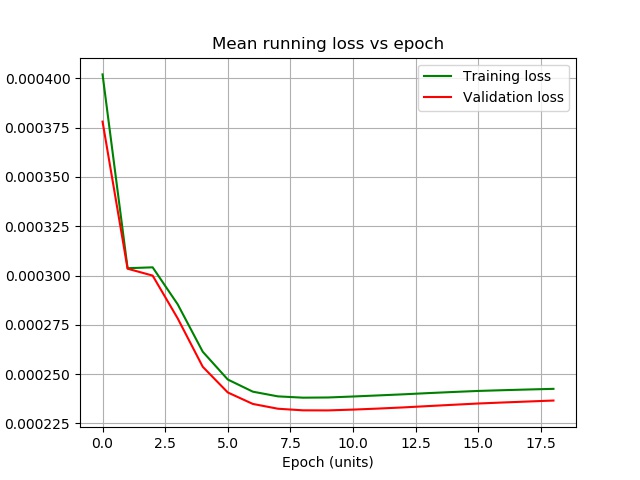 Mean running loss vs epoch
Training loss
Validation loss
0.000400
0.000375
0.000350
0.000325
0.000300
0.000275
0.000250
0.000225
0.0 2.5 5.0 7.5 10.0 12.5 15.0 17.5
Epoch (units)